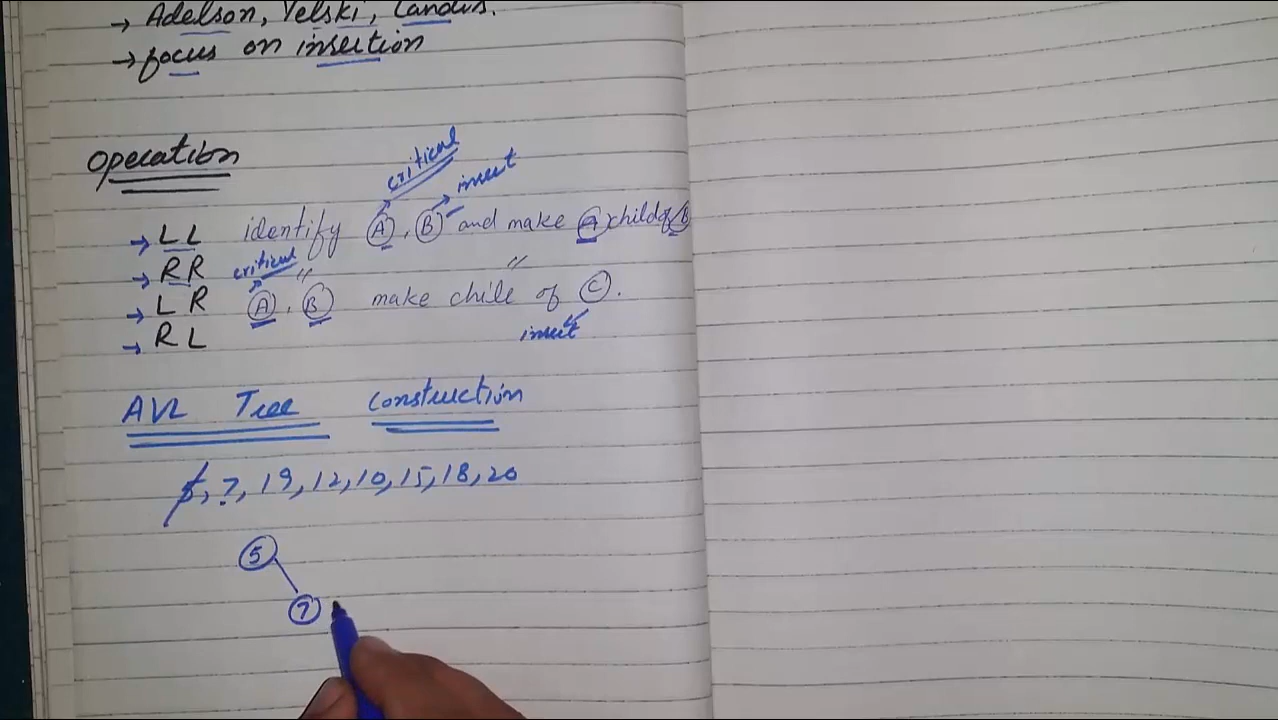 → Adelson, Velski, Landis.
→ focus on insertion
Operation
critical
insert
→ LL identify A, B and make A child of B
→ RR critical " "
→ LR A, B make chile of C.
→ RL insert
AVL Tree Construction
5, 7, 19, 12, 10, 15, 18, 20
5
7